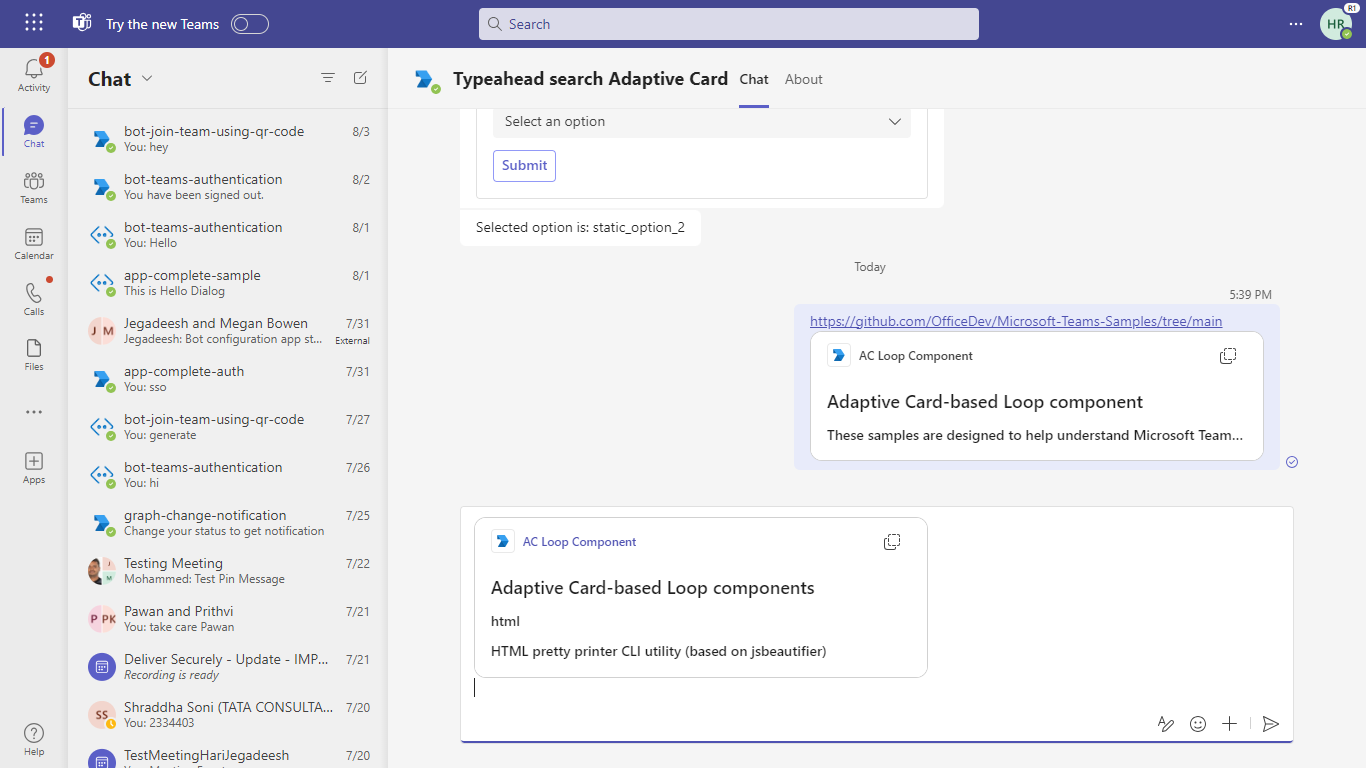 Try the new Teams
Search
R1
HR
1
Activity
Chat
Teams
Calendar
Calls
Files
Apps
Help
Chat
bot-join-team-using-qr-code 8/3
You: hey
bot-teams-authentication 8/2
You have been signed out.
bot-teams-authentication 8/1
You: Hello
app-complete-sample 8/1
This is Hello Dialog
J M
Jegadeesh and Megan Bowen 7/31
Jegadeesh: Bot configuration app st... External
app-complete-auth 7/31
You: sso
bot-join-team-using-qr-code 7/27
You: generate
bot-teams-authentication 7/26
You: hi
graph-change-notification 7/25
Change your status to get notification
J
M
Testing Meeting 7/22
Mohammed: Test Pin Message
P PK
Pawan and Prithvi 7/21
You: take care Pawan
Deliver Securely - Update - IMP... 7/21
Recording is ready
SS
Shraddha Soni (TATA CONSULTA... 7/20
You: 2334403
TestMeetingHariJegadeesh 7/20
Typeahead search Adaptive Card Chat About
Select an option
Submit
Selected option is: static_option_2
Today
5:39 PM
https://github.com/OfficeDev/Microsoft-Teams-Samples/tree/main
AC Loop Component
Adaptive Card-based Loop component
These samples are designed to help understand Microsoft Team...
AC Loop Component
Adaptive Card-based Loop components
html
HTML pretty printer CLI utility (based on jsbeautifier)